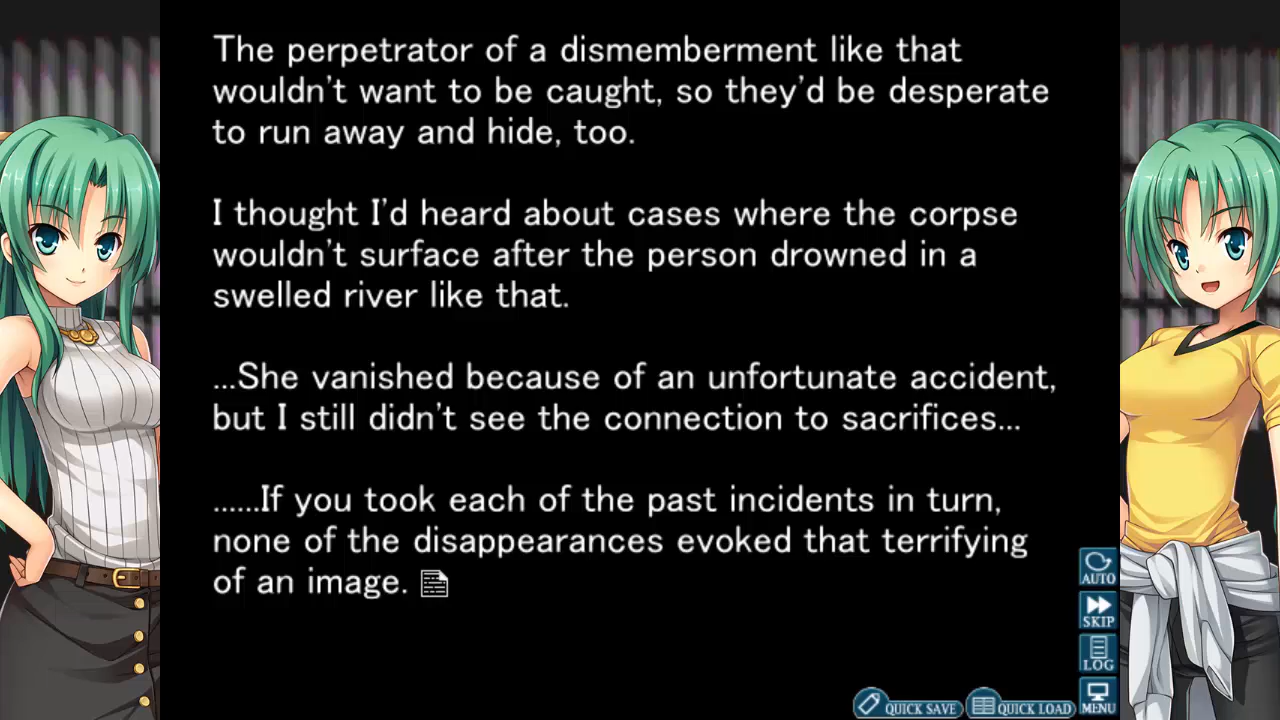 The perpetrator of a dismemberment like that
wouldn't want to be caught, so they'd be desperate
to run away and hide, too.
I thought I'd heard about cases where the corpse
wouldn't surface after the person drowned in a
swelled river like that.
...She vanished because of an unfortunate accident,
but I still didn't see the connection to sacrifices...
......If you took each of the past incidents in turn,
none of the disappearances evoked that terrifying
of an image.
AUTO
SKIP
LOG
MENU
QUICK SAVE
QUICK LOAD